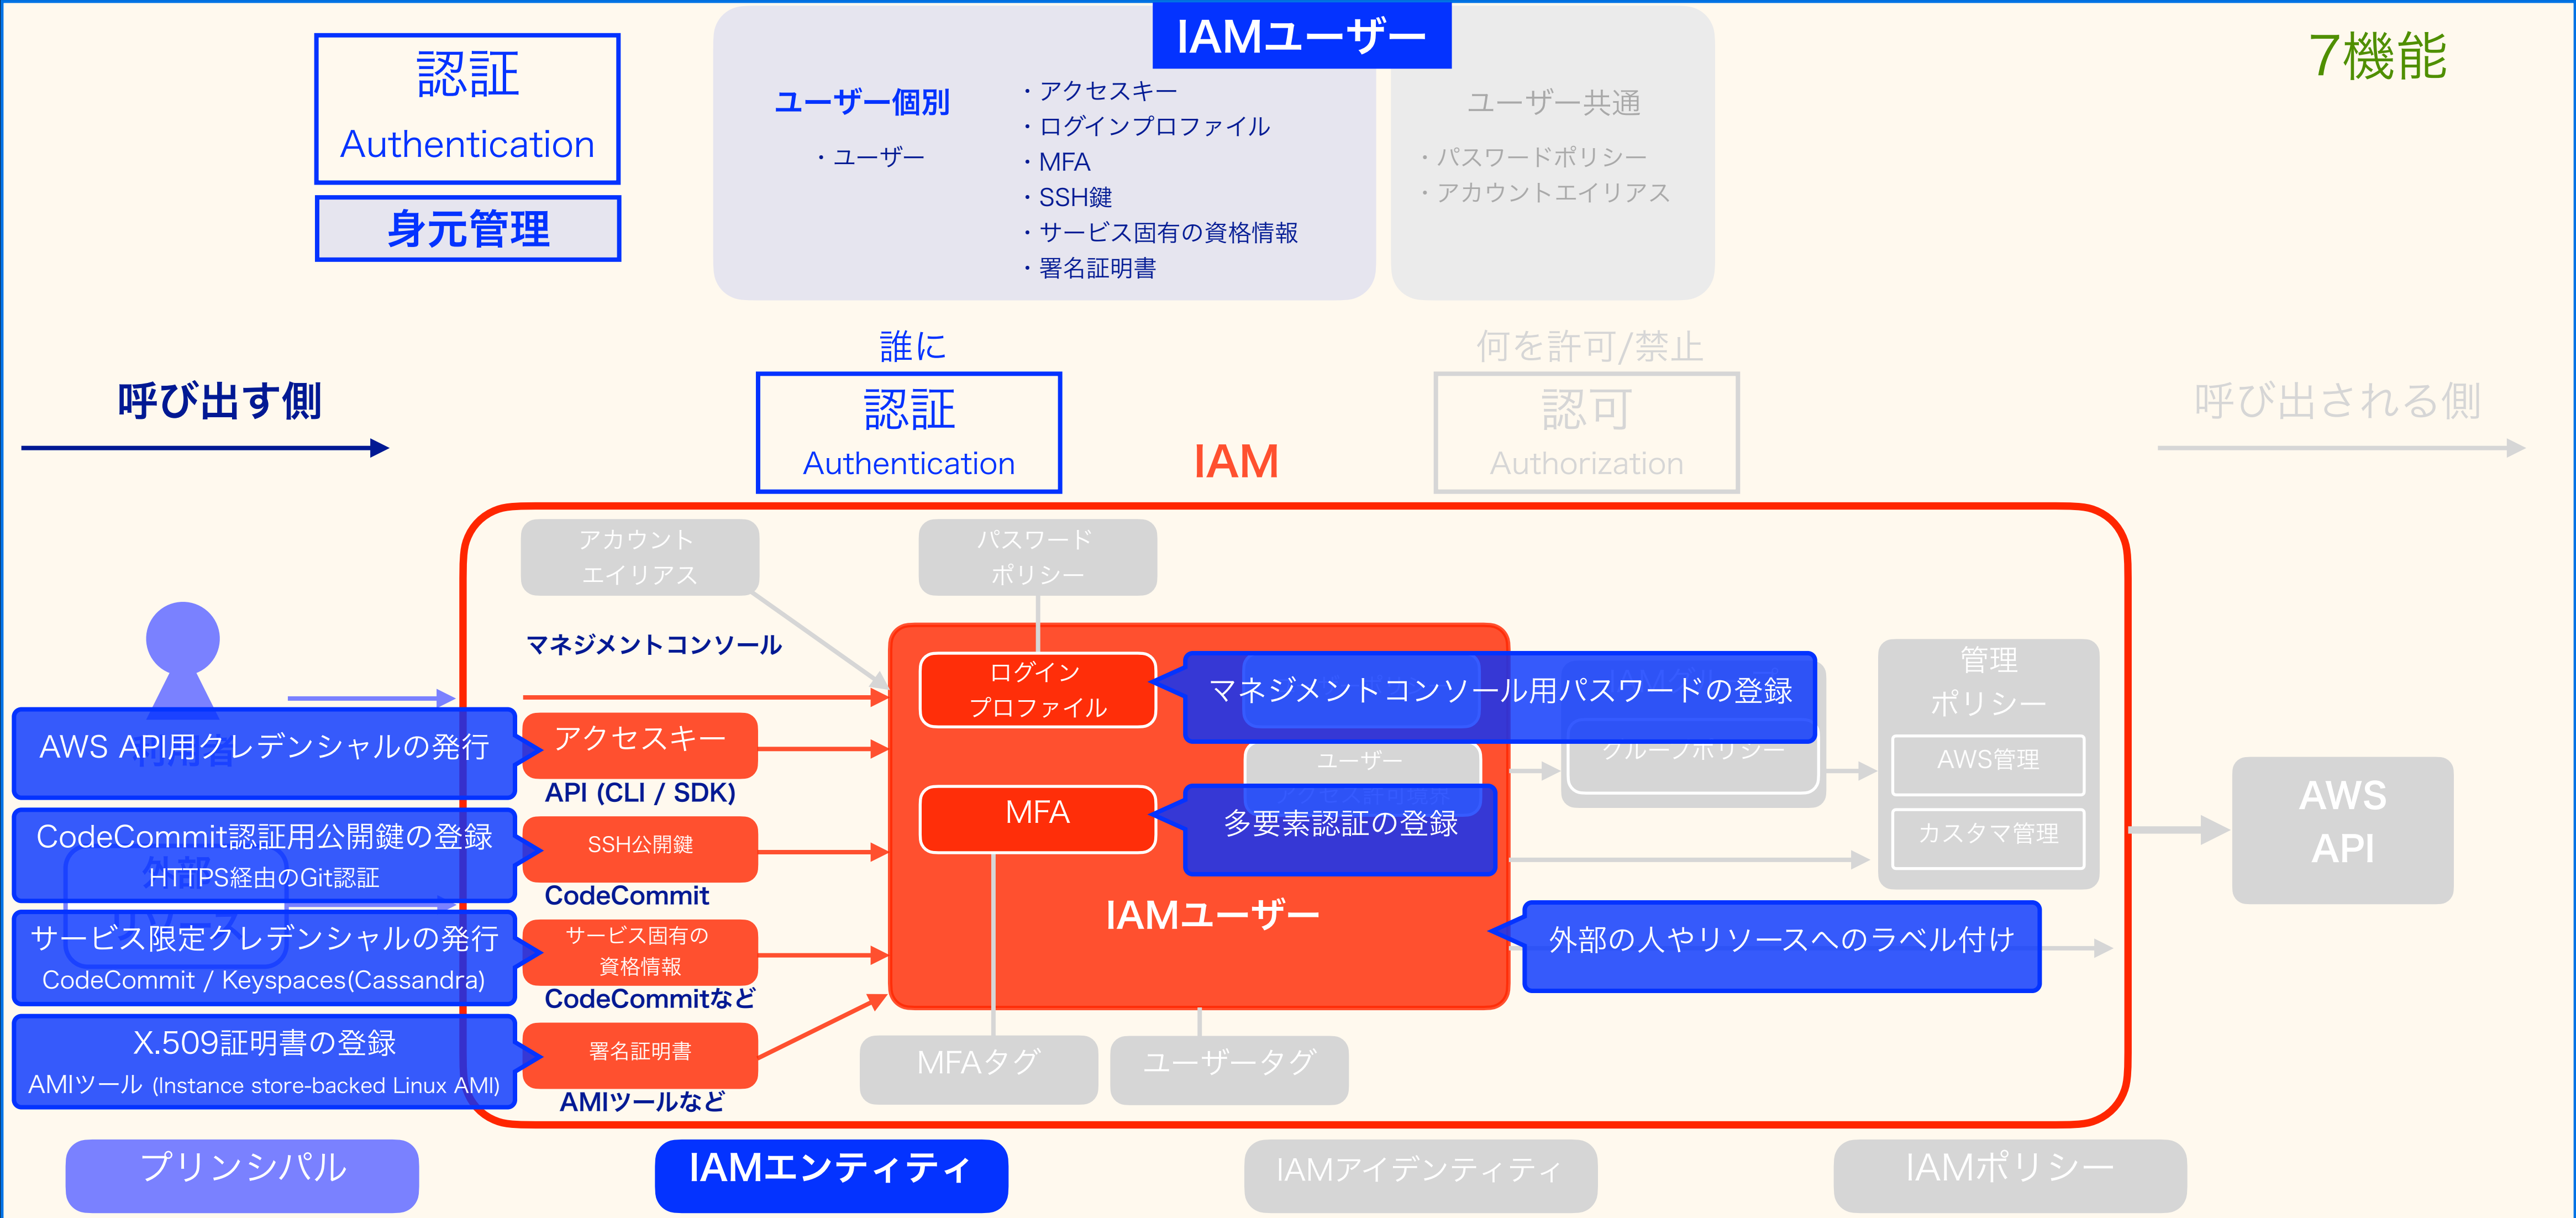 IAMユーザー
7機能
認証
Authentication
身元管理
ユーザー個別
・ユーザー
・アクセスキー
・ログインプロファイル
・MFA
・SSH鍵
・サービス固有の資格情報
・署名証明書
ユーザー共通
・パスワードポリシー
・アカウントエイリアス
呼び出す側
誰に
認証
Authentication
IAM
何を許可/禁止
認可
Authorization
呼び出される側
アカウント
エイリアス
パスワード
ポリシー
マネジメントコンソール
ログイン
プロファイル
マネジメントコンソール用パスワードの登録
管理
ポリシー
AWS管理
カスタマ管理
利用者
AWS API用クレデンシャルの発行
アクセスキー
API (CLI / SDK)
グループポリシー
ユーザー
アクセス許可境界
MFA
多要素認証の登録
AWS
API
CodeCommit認証用公開鍵の登録
HTTPS経由のGit認証
外部
リソース
SSH公開鍵
CodeCommit
IAMユーザー
外部の人やリソースへのラベル付け
サービス限定クレデンシャルの発行
CodeCommit / Keyspaces(Cassandra)
サービス固有の
資格情報
CodeCommitなど
X.509証明書の登録
AMIツール (Instance store-backed Linux AMI)
署名証明書
AMIツールなど
MFAタグ
ユーザータグ
プリンシパル
IAMエンティティ
IAMアイデンティティ
IAMポリシー